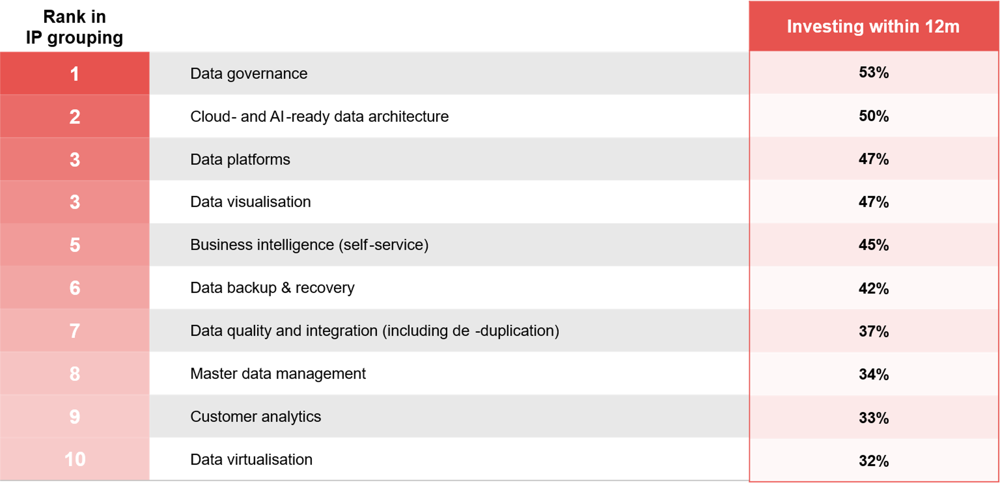 Rank in
IP grouping
Investing within 12m
1 Data governance 53%
2 Cloud- and AI-ready data architecture 50%
3 Data platforms 47%
3 Data visualisation 47%
5 Business intelligence (self-service) 45%
6 Data backup & recovery 42%
7 Data quality and integration (including de -duplication) 37%
8 Master data management 34%
9 Customer analytics 33%
10 Data virtualisation 32%